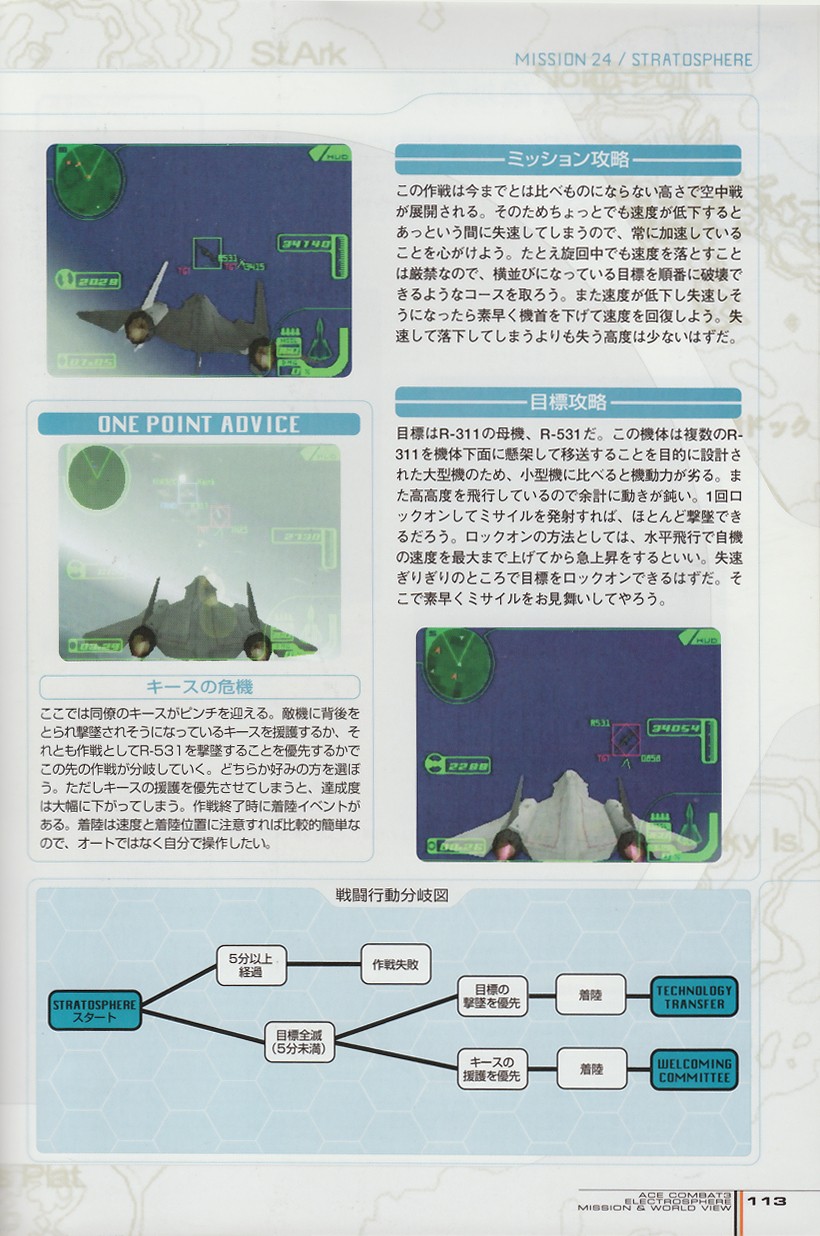 St.Ark
MISSION 24 / STRATOSPHERE
North Point
HUD
R531
TGT
TGT
3415
34140
2028
ミッション攻略
この作戦は今までとは比べものにならない高さで空中戦
が展開される。そのためちょっとでも速度が低下すると
あっという間に失速してしまうので、常に加速している
ことを心がけよう。たとえ旋回中でも速度を落とすこと
は厳禁なので、横並びになっている目標を順番に破壊で
きるようなコースを取ろう。また速度が低下し失速しそ
うになったら素早く機首を下げて速度を回復しよう。失
速して落下してしまうよりも失う高度は少ないはずだ。
ONE POINT ADVICE
キースの危機
ここでは同僚のキースがピンチを迎える。敵機に背後を
とられ撃墜されそうになっているキースを援護するか、そ
れとも作戦としてR-531を撃墜することを優先するかで
この先の作戦が分岐していく。どちらか好みの方を選ぼ
う。ただしキースの援護を優先させてしまうと、達成度
は大幅に下がってしまう。作戦終了時に着陸イベントが
ある。着陸は速度と着陸位置に注意すれば比較的簡単な
ので、オートではなく自分で操作したい。
目標攻略
目標はR-311の母機、R-531だ。この機体は複数のR-
311を機体下面に懸架して移送することを目的に設計さ
れた大型機のため、小型機に比べると機動力が劣る。ま
た高高度を飛行しているので余計に動きが鈍い。1回ロ
ックオンしてミサイルを発射すれば、ほとんど撃墜でき
るだろう。ロックオンの方法としては、水平飛行で自機
の速度を最大まで上げてから急上昇をするといい。失速
ぎりぎりのところで目標をロックオンできるはずだ。そ
こで素早くミサイルをお見舞いしてやろう。
HUD
R531
34054
TGT
0858
2288
ドック
ky Is.
戦闘行動分岐図
STRATOSPHERE
スタート
5分以上
経過
作戦失敗
目標全滅
(5分未満)
目標の
撃墜を優先
着陸
TECHNOLOGY
TRANSFER
キースの
援護を優先
着陸
WELCOMING
COMMITTEE
Plat
ACE COMBAT3
ELECTROSPHERE
MISSION & WORLD VIEW
113